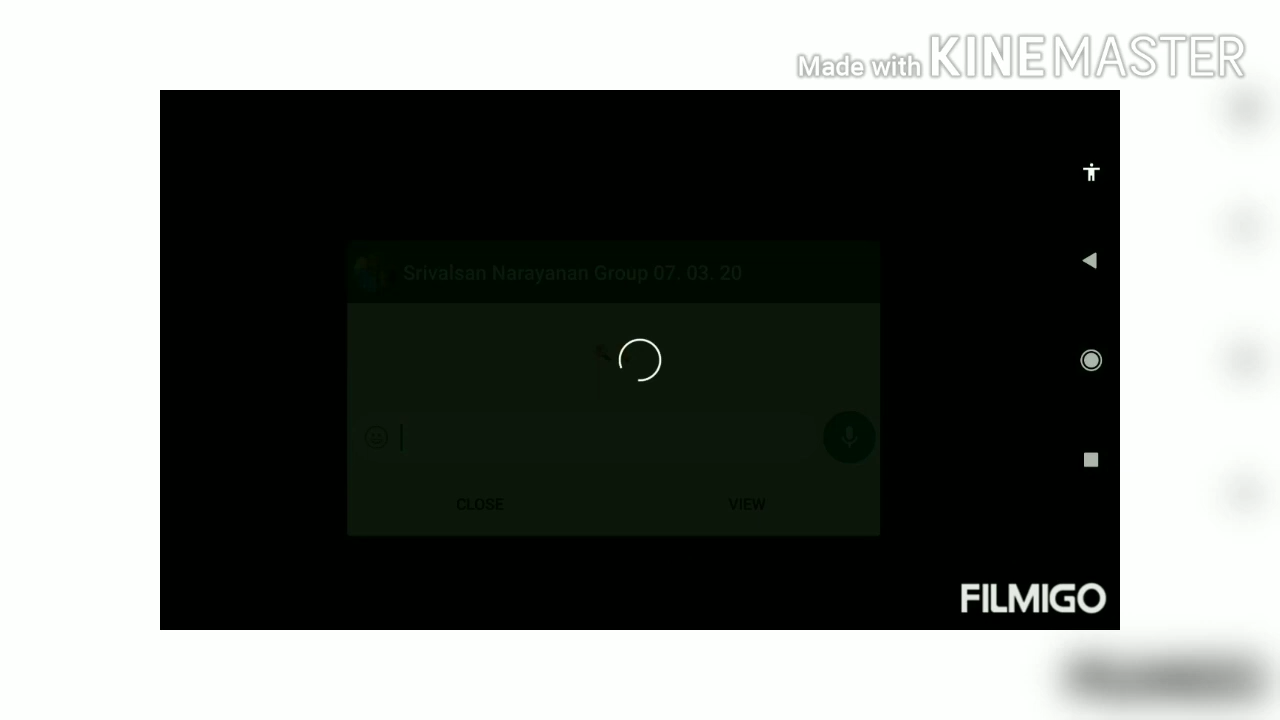 Made with KINEMASTER
Srivalsan Narayanan Group 07. 03. 20
CLOSE VIEW
FILMIGO